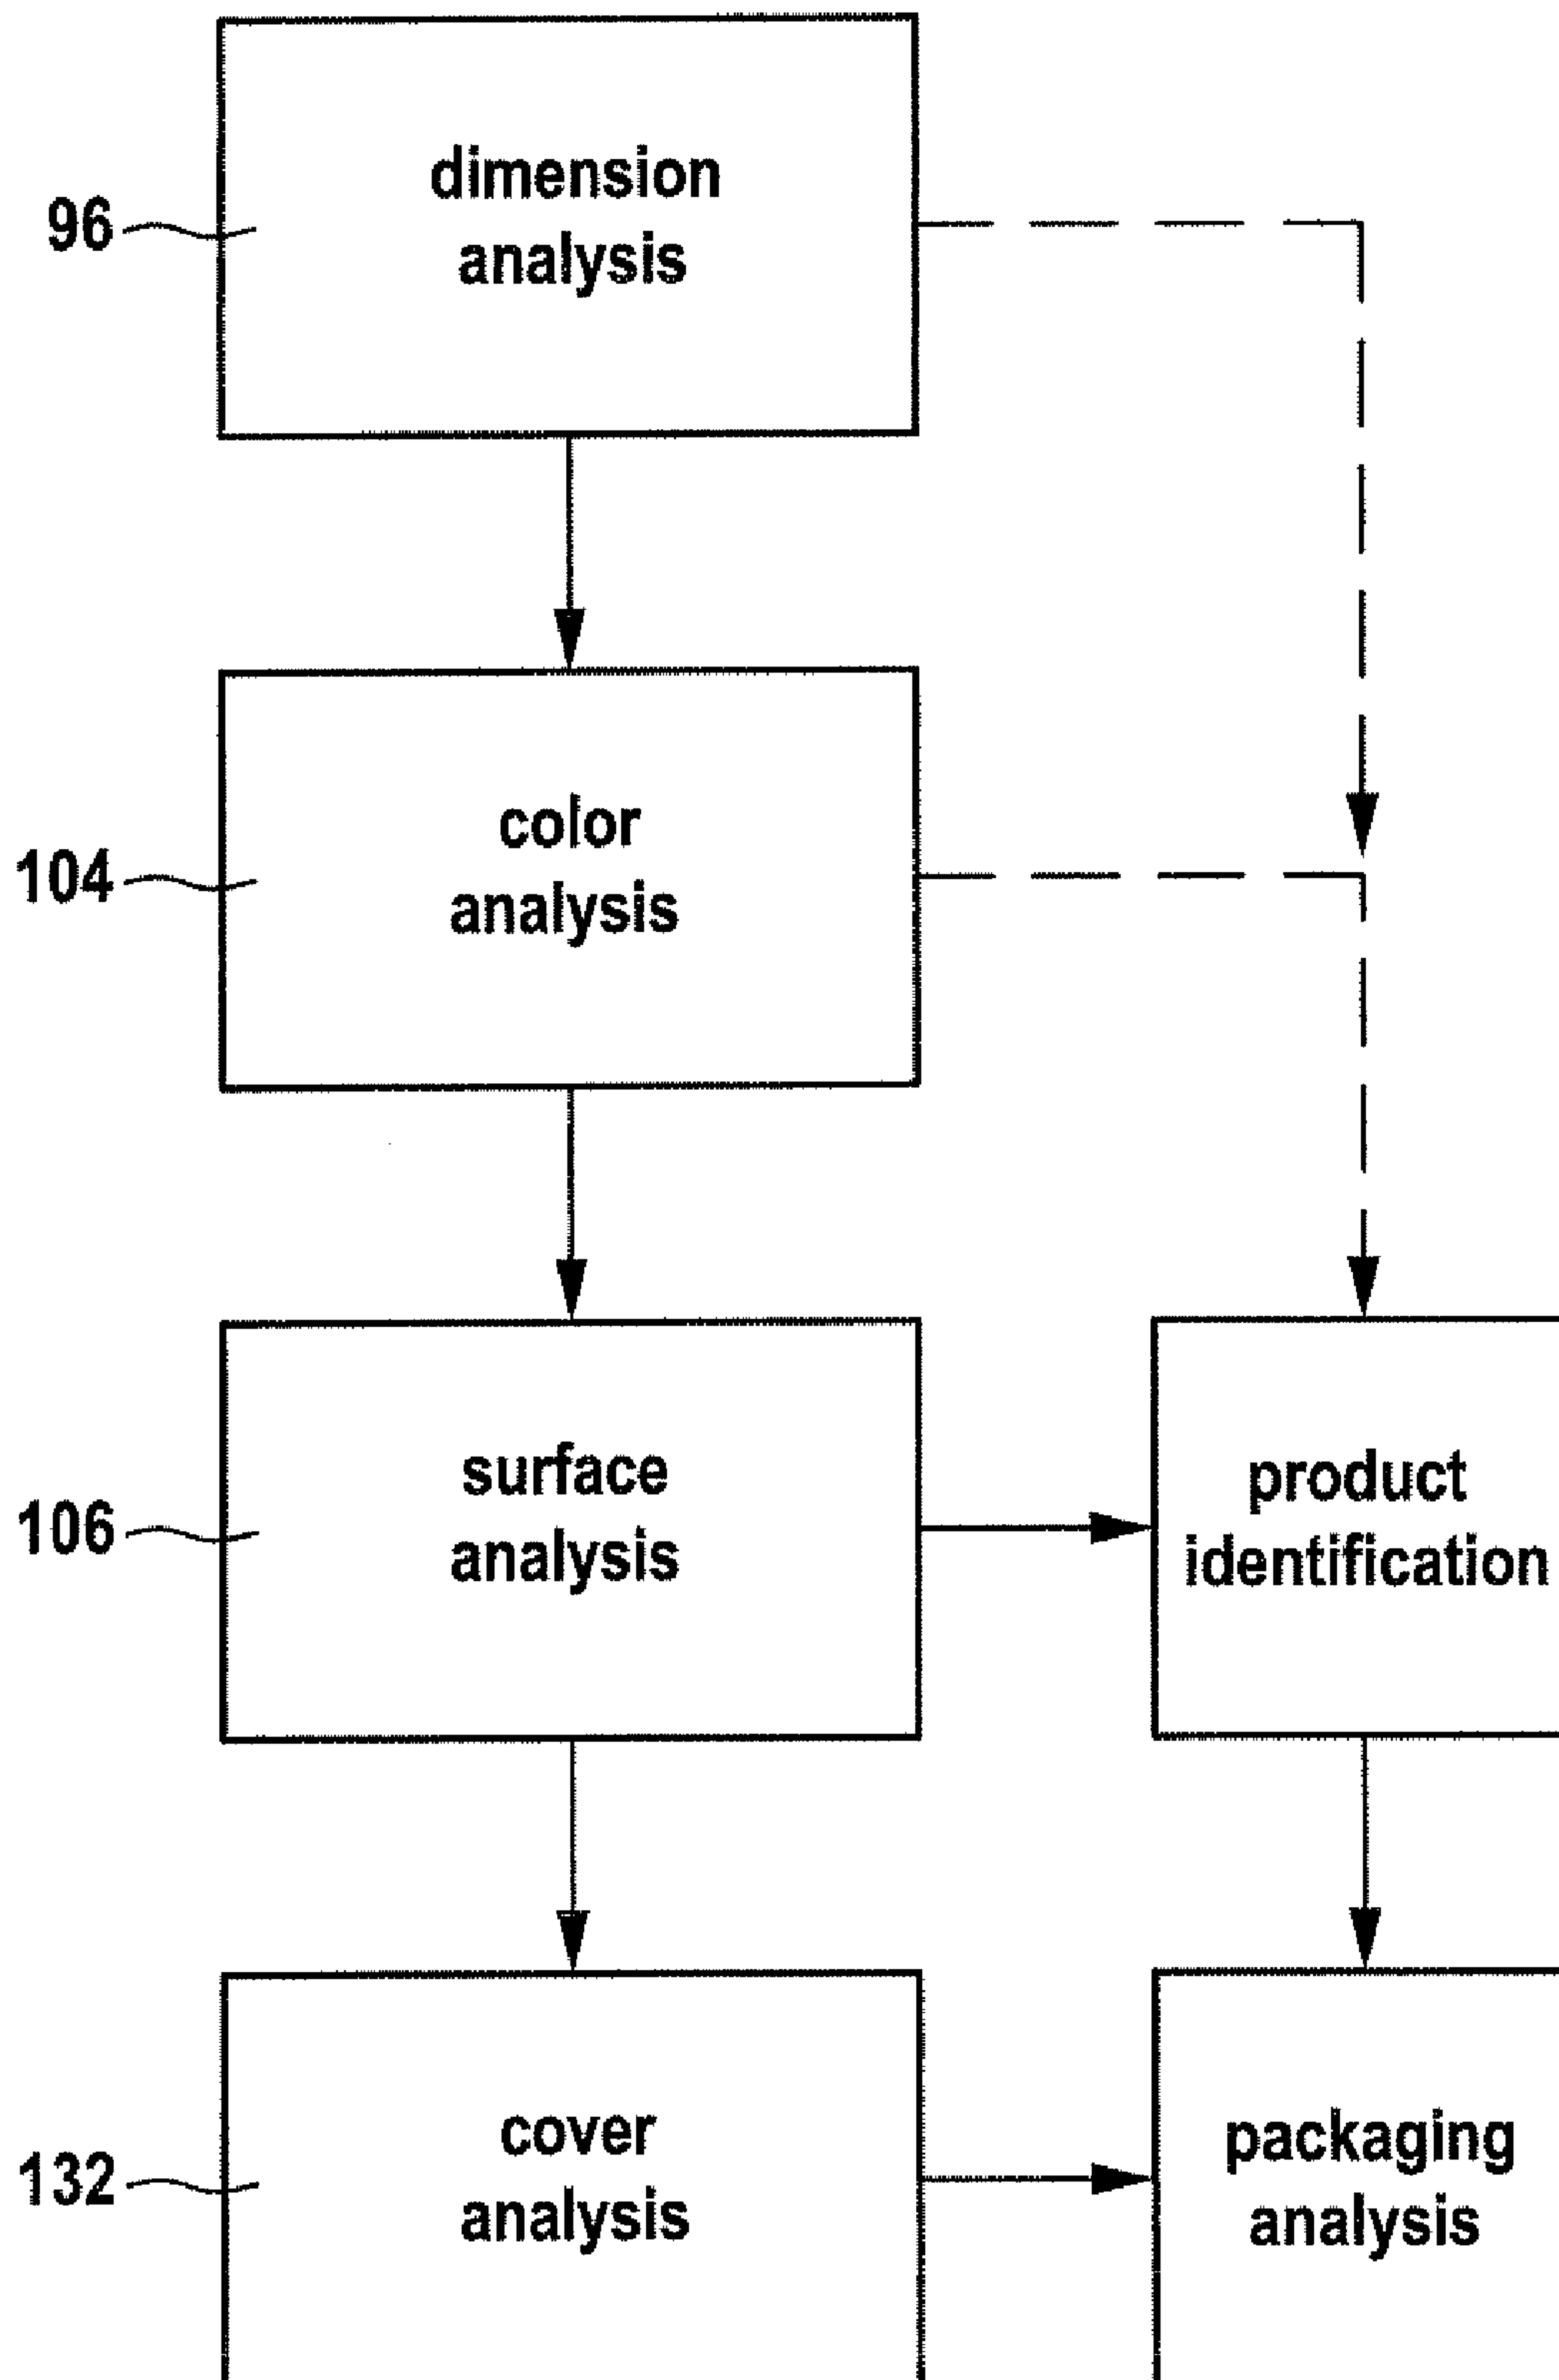 dimension
analysis
96
color
analysis
104
surface
analysis
106
product
identification
cover
analysis
132
packaging
analysis